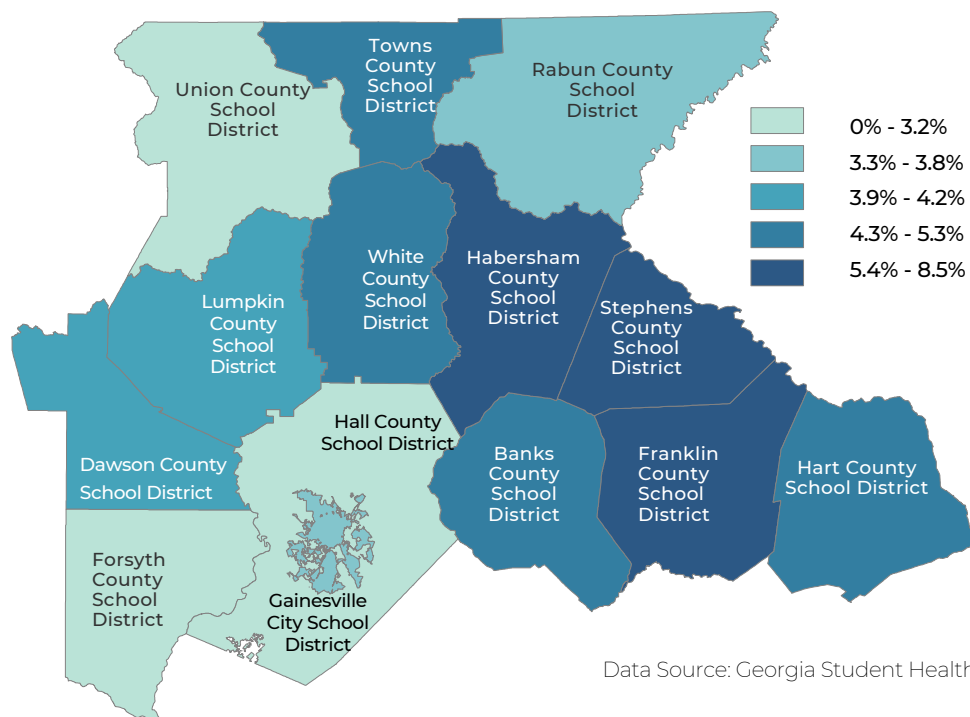 Towns
County
School
District
Union County
School
District
Rabun County
School
District
0% - 3.2%
3.3% - 3.8%
3.9% - 4.2%
4.3% - 5.3%
5.4% - 8.5%
White
County
School
District
Habersham
County
School
District
Lumpkin
County
School
District
Stephens
County
School
District
Hall County
School District
Dawson County
School District
Banks
County
School
District
Franklin
County
School
District
Hart County
School District
Forsyth
County
School
District
Gainesville
City School
District
Data Source: Georgia Student Health